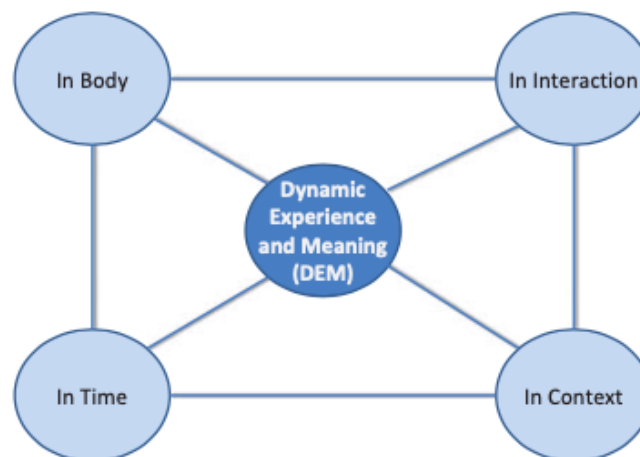 In Body
In Interaction
Dynamic
Experience
and Meaning
(DEM)
In Time
In Context